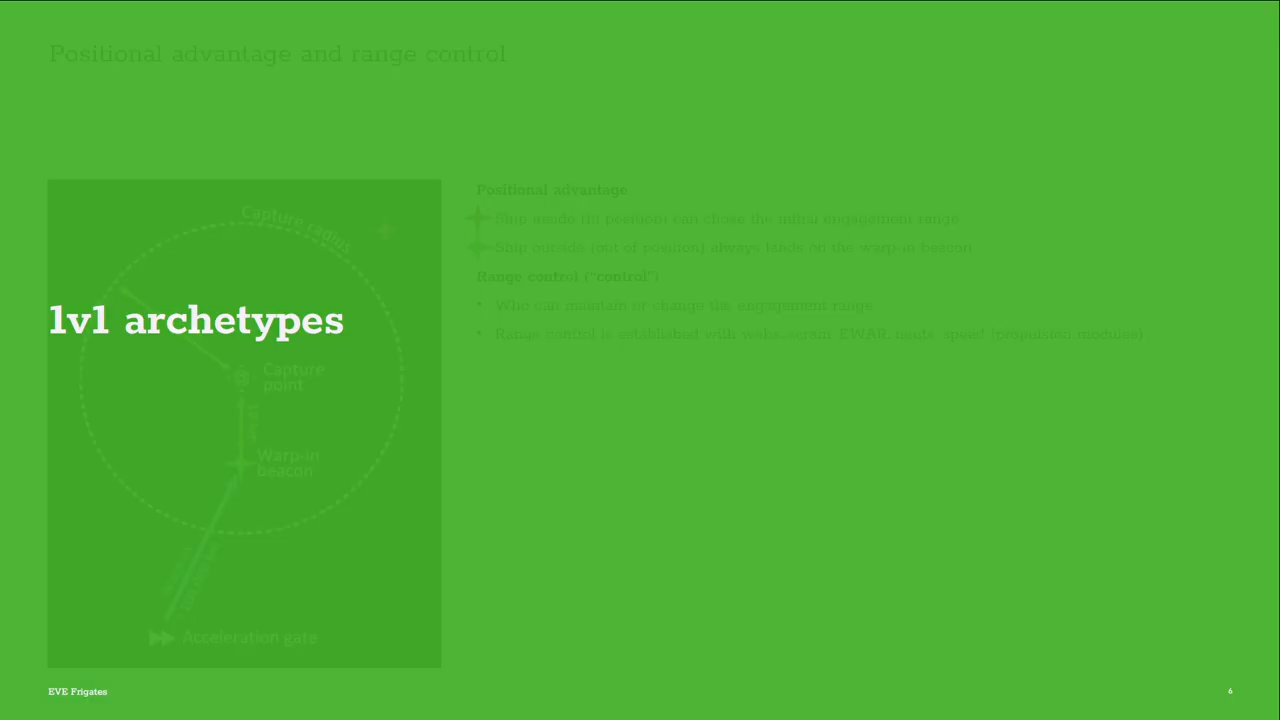 Positional advantage and range control
Positional advantage
Ship inside (in position) can chose the initial engagement range
Ship outside (out of position) always lands on the warp-in beacon
Range control ("control")
• Who can maintain or change the engagement range
• Range control is established with webs, scram, EWAR, neuts, speed (propulsion modules)
Capture radius
1v1 archetypes
Capture
point
Warp-in
beacon
Acceleration gate
EVE Frigates
6